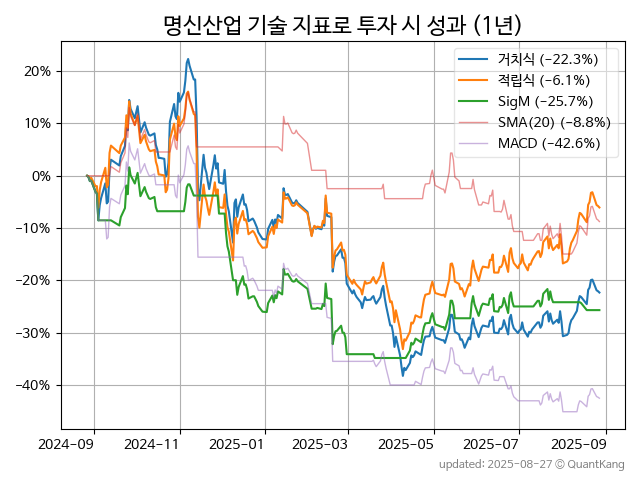 명신산업 기술 지표로 투자 시 성과 (1년)
거치식 (−22.3%)
적립식 (−6.1%)
SigM (−25.7%)
SMA(20) (−8.8%)
MACD (−42.6%)
20%
10%
0%
−10%
−20%
−30%
−40%
2024-09 2024-11 2025-01 2025-03 2025-05 2025-07 2025-09
updated: 2025-08-27 © QuantKang